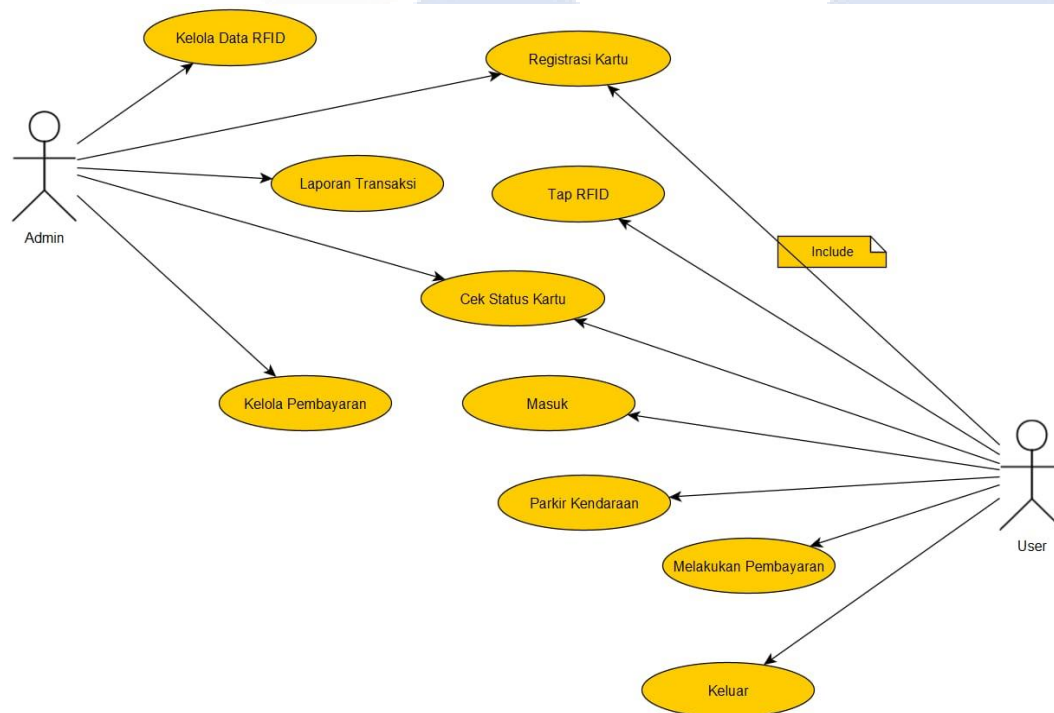 Kelola Data RFID
Registrasi Kartu
Laporan Transaksi
Tap RFID
Admin
Include
Cek Status Kartu
Kelola Pembayaran
Masuk
Parkir Kendaraan
User
Melakukan Pembayaran
Keluar